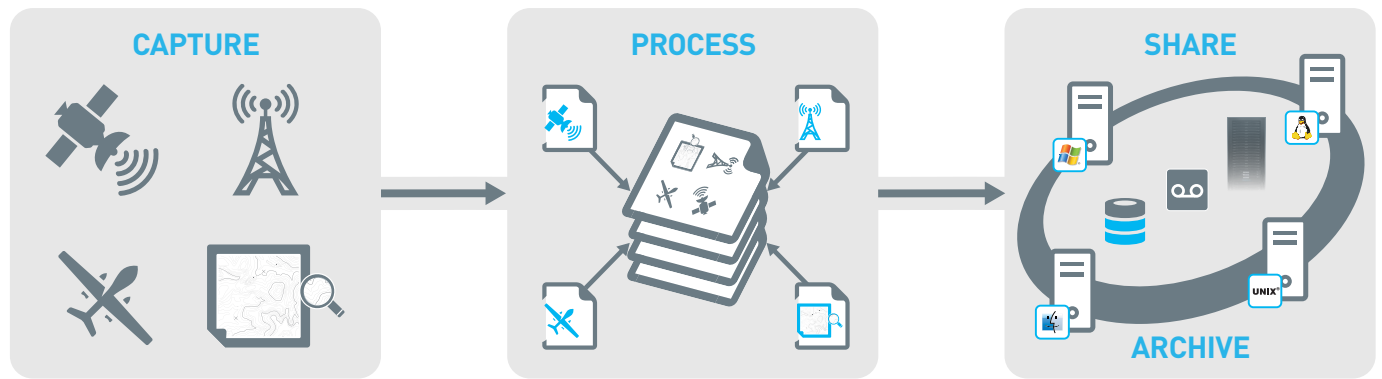 CAPTURE
PROCESS
SHARE
UNIX®
ARCHIVE